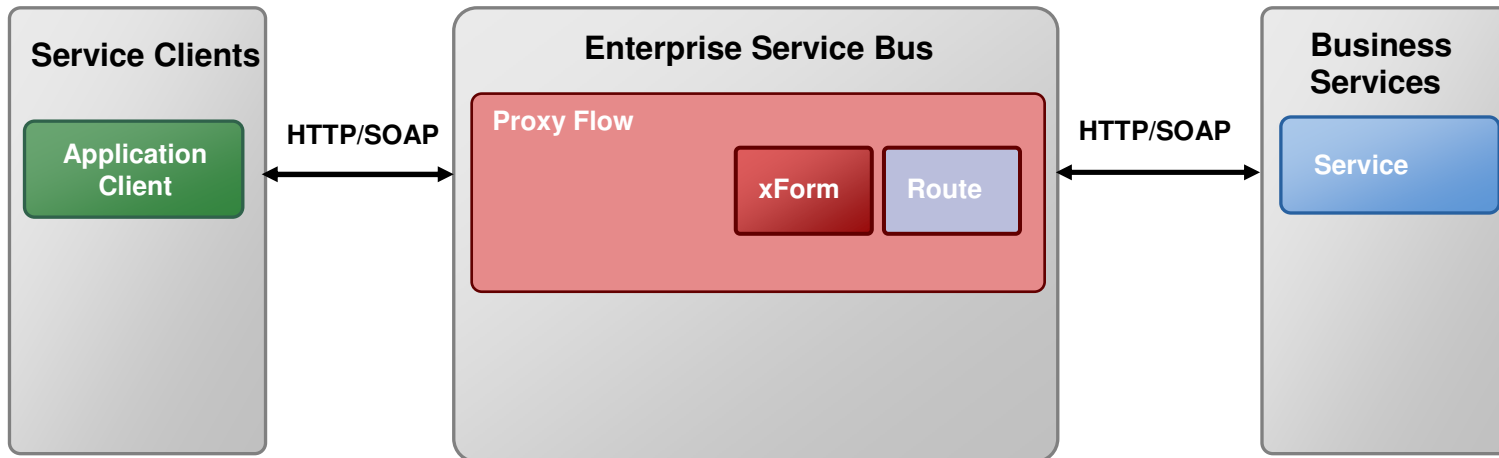 Service Clients
Application
Client
HTTP/SOAP
Enterprise Service Bus
Proxy Flow
xForm
Route
HTTP/SOAP
Business
Services
Service